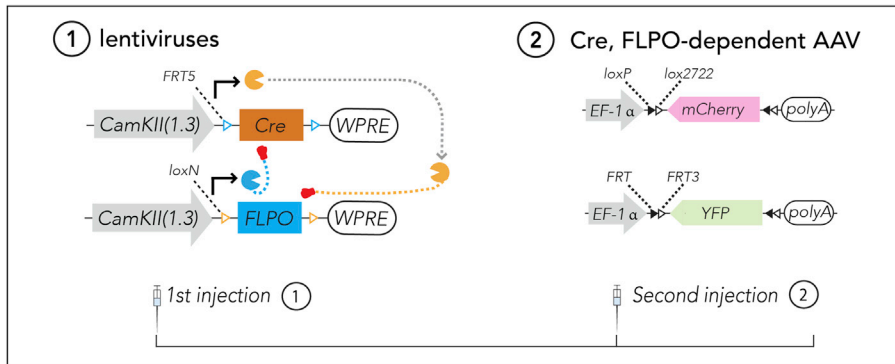 1 lentiviruses
FRT5
CamKII(1.3) Cre WPRE
loxN
CamKII(1.3) FLPO WPRE
2 Cre, FLPO-dependent AAV
loxP lox2722
EF-1 α mCherry polyA
FRT FRT3
EF-1 α YFP polyA
1st injection 1
Second injection 2